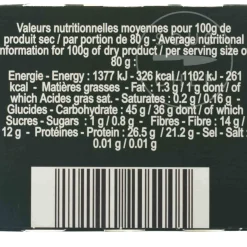 Valeurs nutritionnelles moyennes pour 100g de
produit sec / par portion de 80 g - Average nutritional
information for 100g of dry product / per serving size of
80 g :
Energie - Energy : 1377 kJ - 326 kcal / 1102 kJ - 261
kcal - Matières grasses - Fat : 1.3 g / 1 g dont / of
which Acides gras sat. - Saturates : 0.2 g / 0.16 g -
Glucides - Carbohydrate : 45 g / 36 g dont / of which
Sucres - Sugars : 1 g / 0.8 g - Fibres - Fibre : 14 g /
12 g - Protéines - Protein : 26.5 g / 21.2 g - Sel - Salt :
0.01 g / 0.01 g